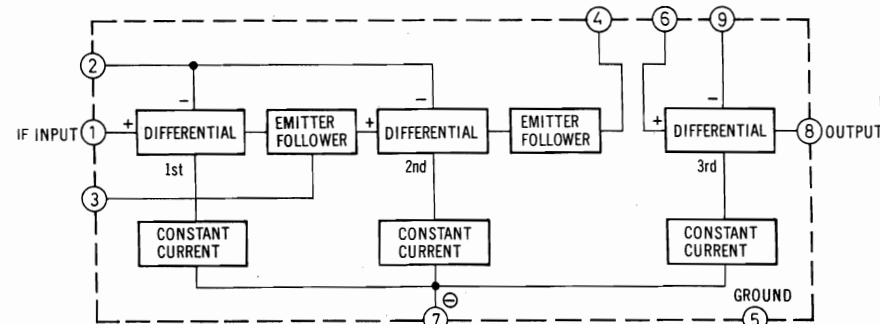 4 6 9
2
− −
−
IF INPUT 1 + DIFFERENTIAL
EMITTER
FOLLOWER
+ DIFFERENTIAL
EMITTER
FOLLOWER
+ DIFFERENTIAL
8 OUTPUT
1st
2nd
3rd
3
CONSTANT
CURRENT
CONSTANT
CURRENT
CONSTANT
CURRENT
⊖
GROUND
7 5